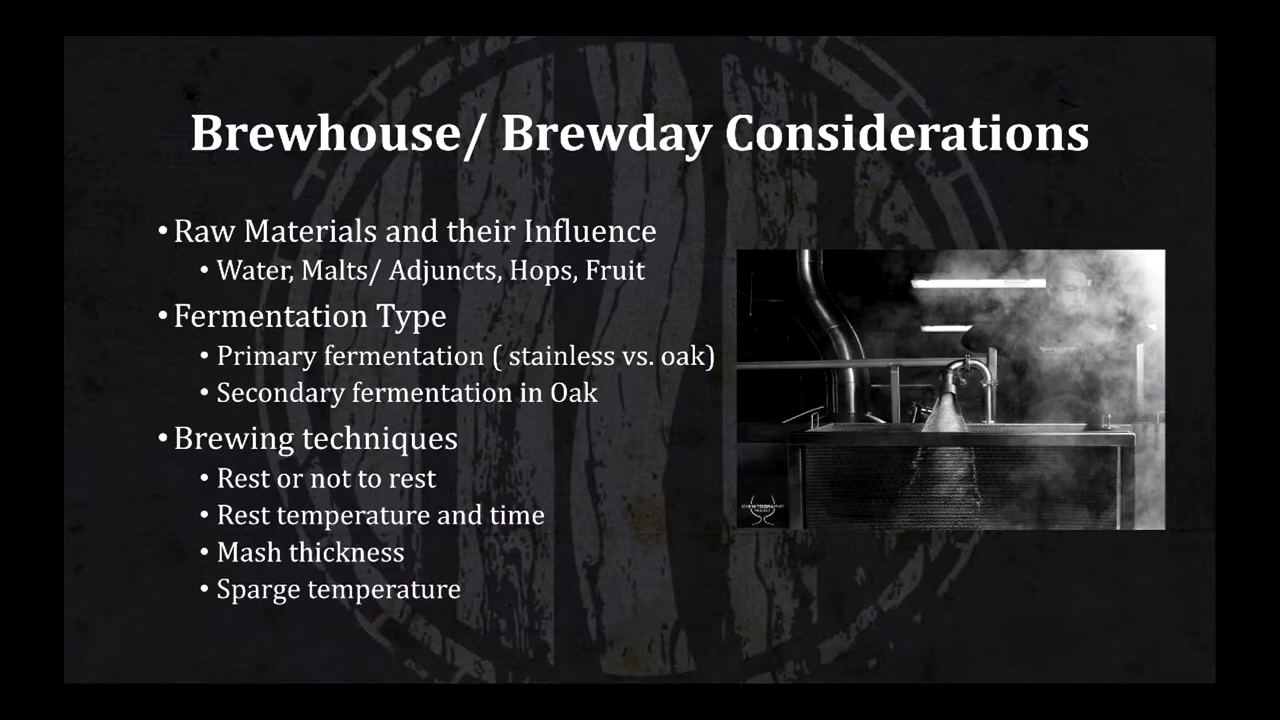 Brewhouse/ Brewday Considerations
• Raw Materials and their Influence
• Water, Malts/ Adjuncts, Hops, Fruit
• Fermentation Type
• Primary fermentation ( stainless vs. oak)
• Secondary fermentation in Oak
• Brewing techniques
• Rest or not to rest
• Rest temperature and time
• Mash thickness
• Sparge temperature